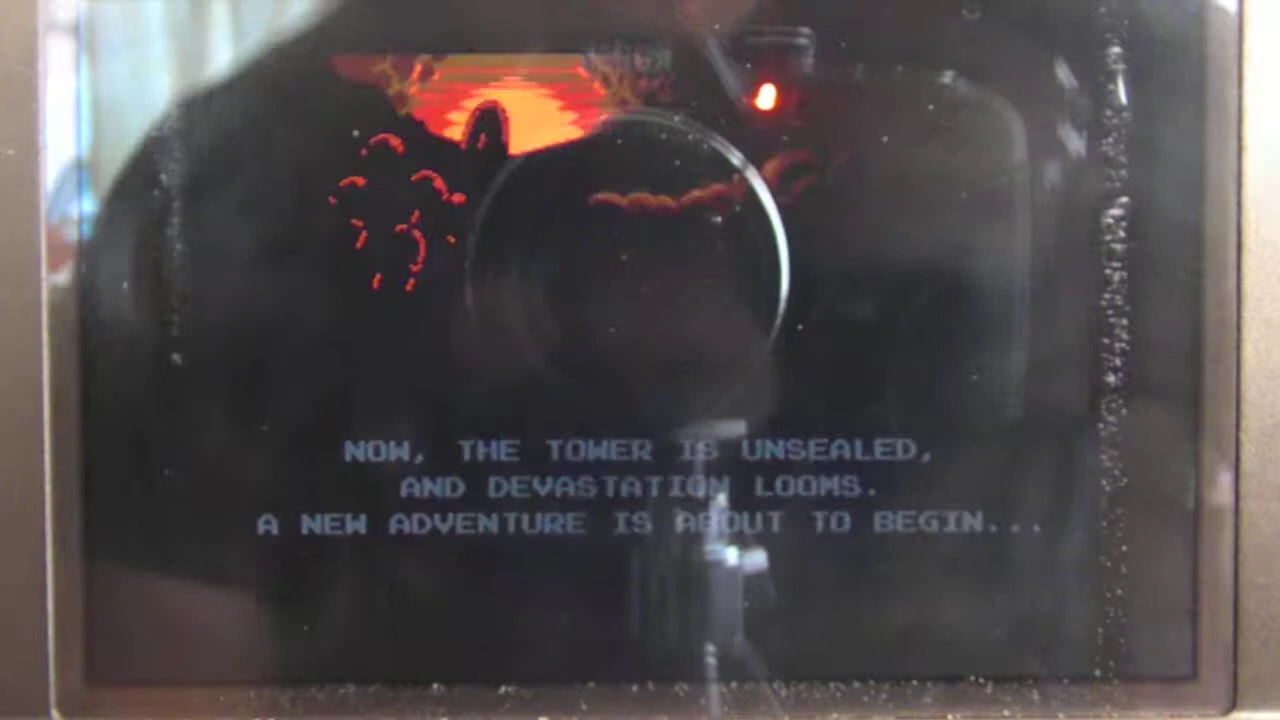 NOW, THE TOWER IS UNSEALED,
AND DEVASTATION LOOMS.
A NEW ADVENTURE IS ABOUT TO BEGIN...